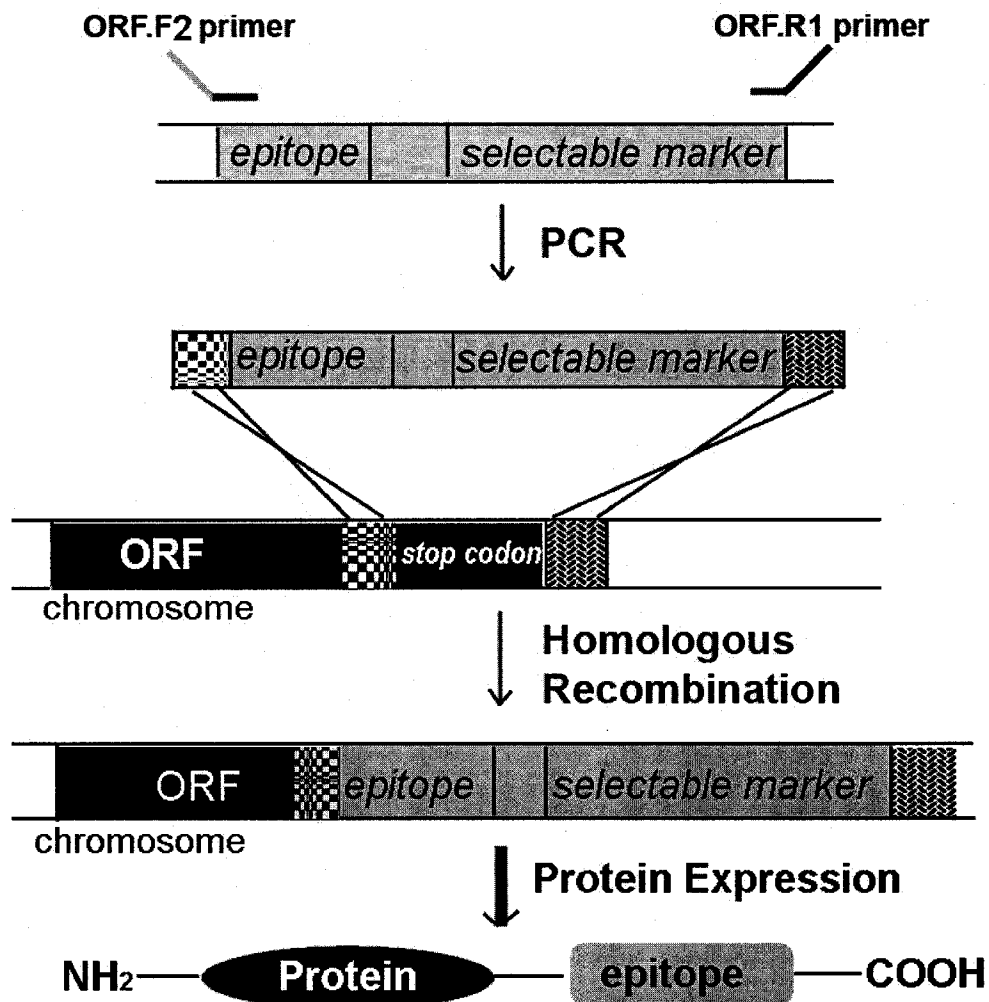 ORF.F2 primer
ORF.R1 primer
epitope
selectable marker
PCR
epitope
selectable marker
ORF
stop codon
chromosome
Homologous
Recombination
ORF
epitope
selectable marker
chromosome
Protein Expression
NH2
Protein
epitope
COOH